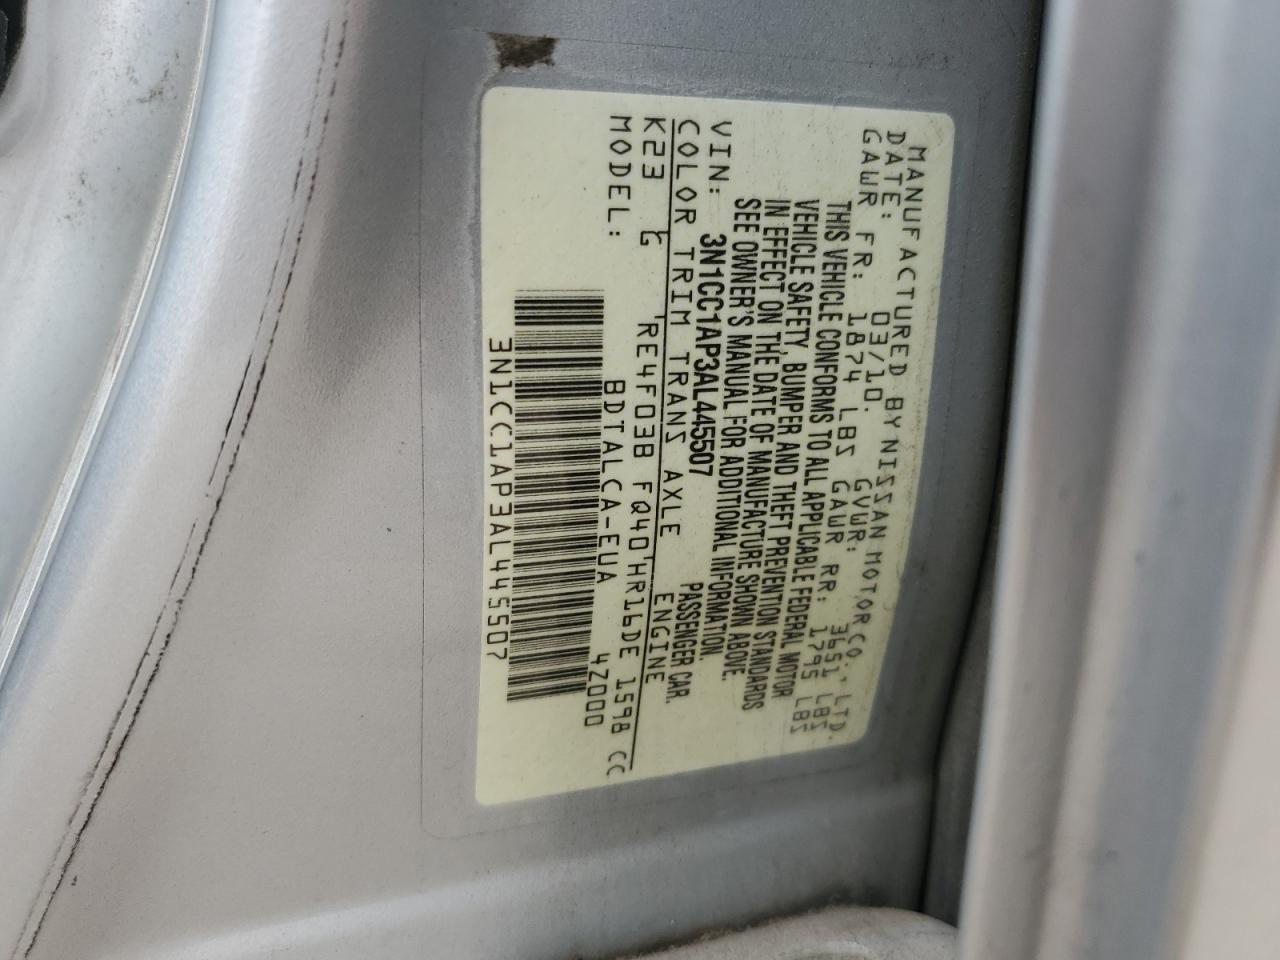 MANUFACTURED BY NISSAN MOTOR CO., LTD.
DATE: 03/10. GVWR: 3651 LBS
GAWR FR: 1874 LBS GAWR RR: 1795 LBS
THIS VEHICLE CONFORMS TO ALL APPLICABLE FEDERAL MOTOR
VEHICLE SAFETY, BUMPER AND THEFT PREVENTION STANDARDS
IN EFFECT ON THE DATE OF MANUFACTURE SHOWN ABOVE.
SEE OWNER'S MANUAL FOR ADDITIONAL INFORMATION.
VIN: 3N1CC1AP3AL445507 PASSENGER CAR.
COLOR TRIM TRANS AXLE ENGINE
K23 G RE4F03B FQ40 HR16DE 1598 CC
MODEL: BDTALCA-EUA 4Z000
3N1CC1AP3AL445507